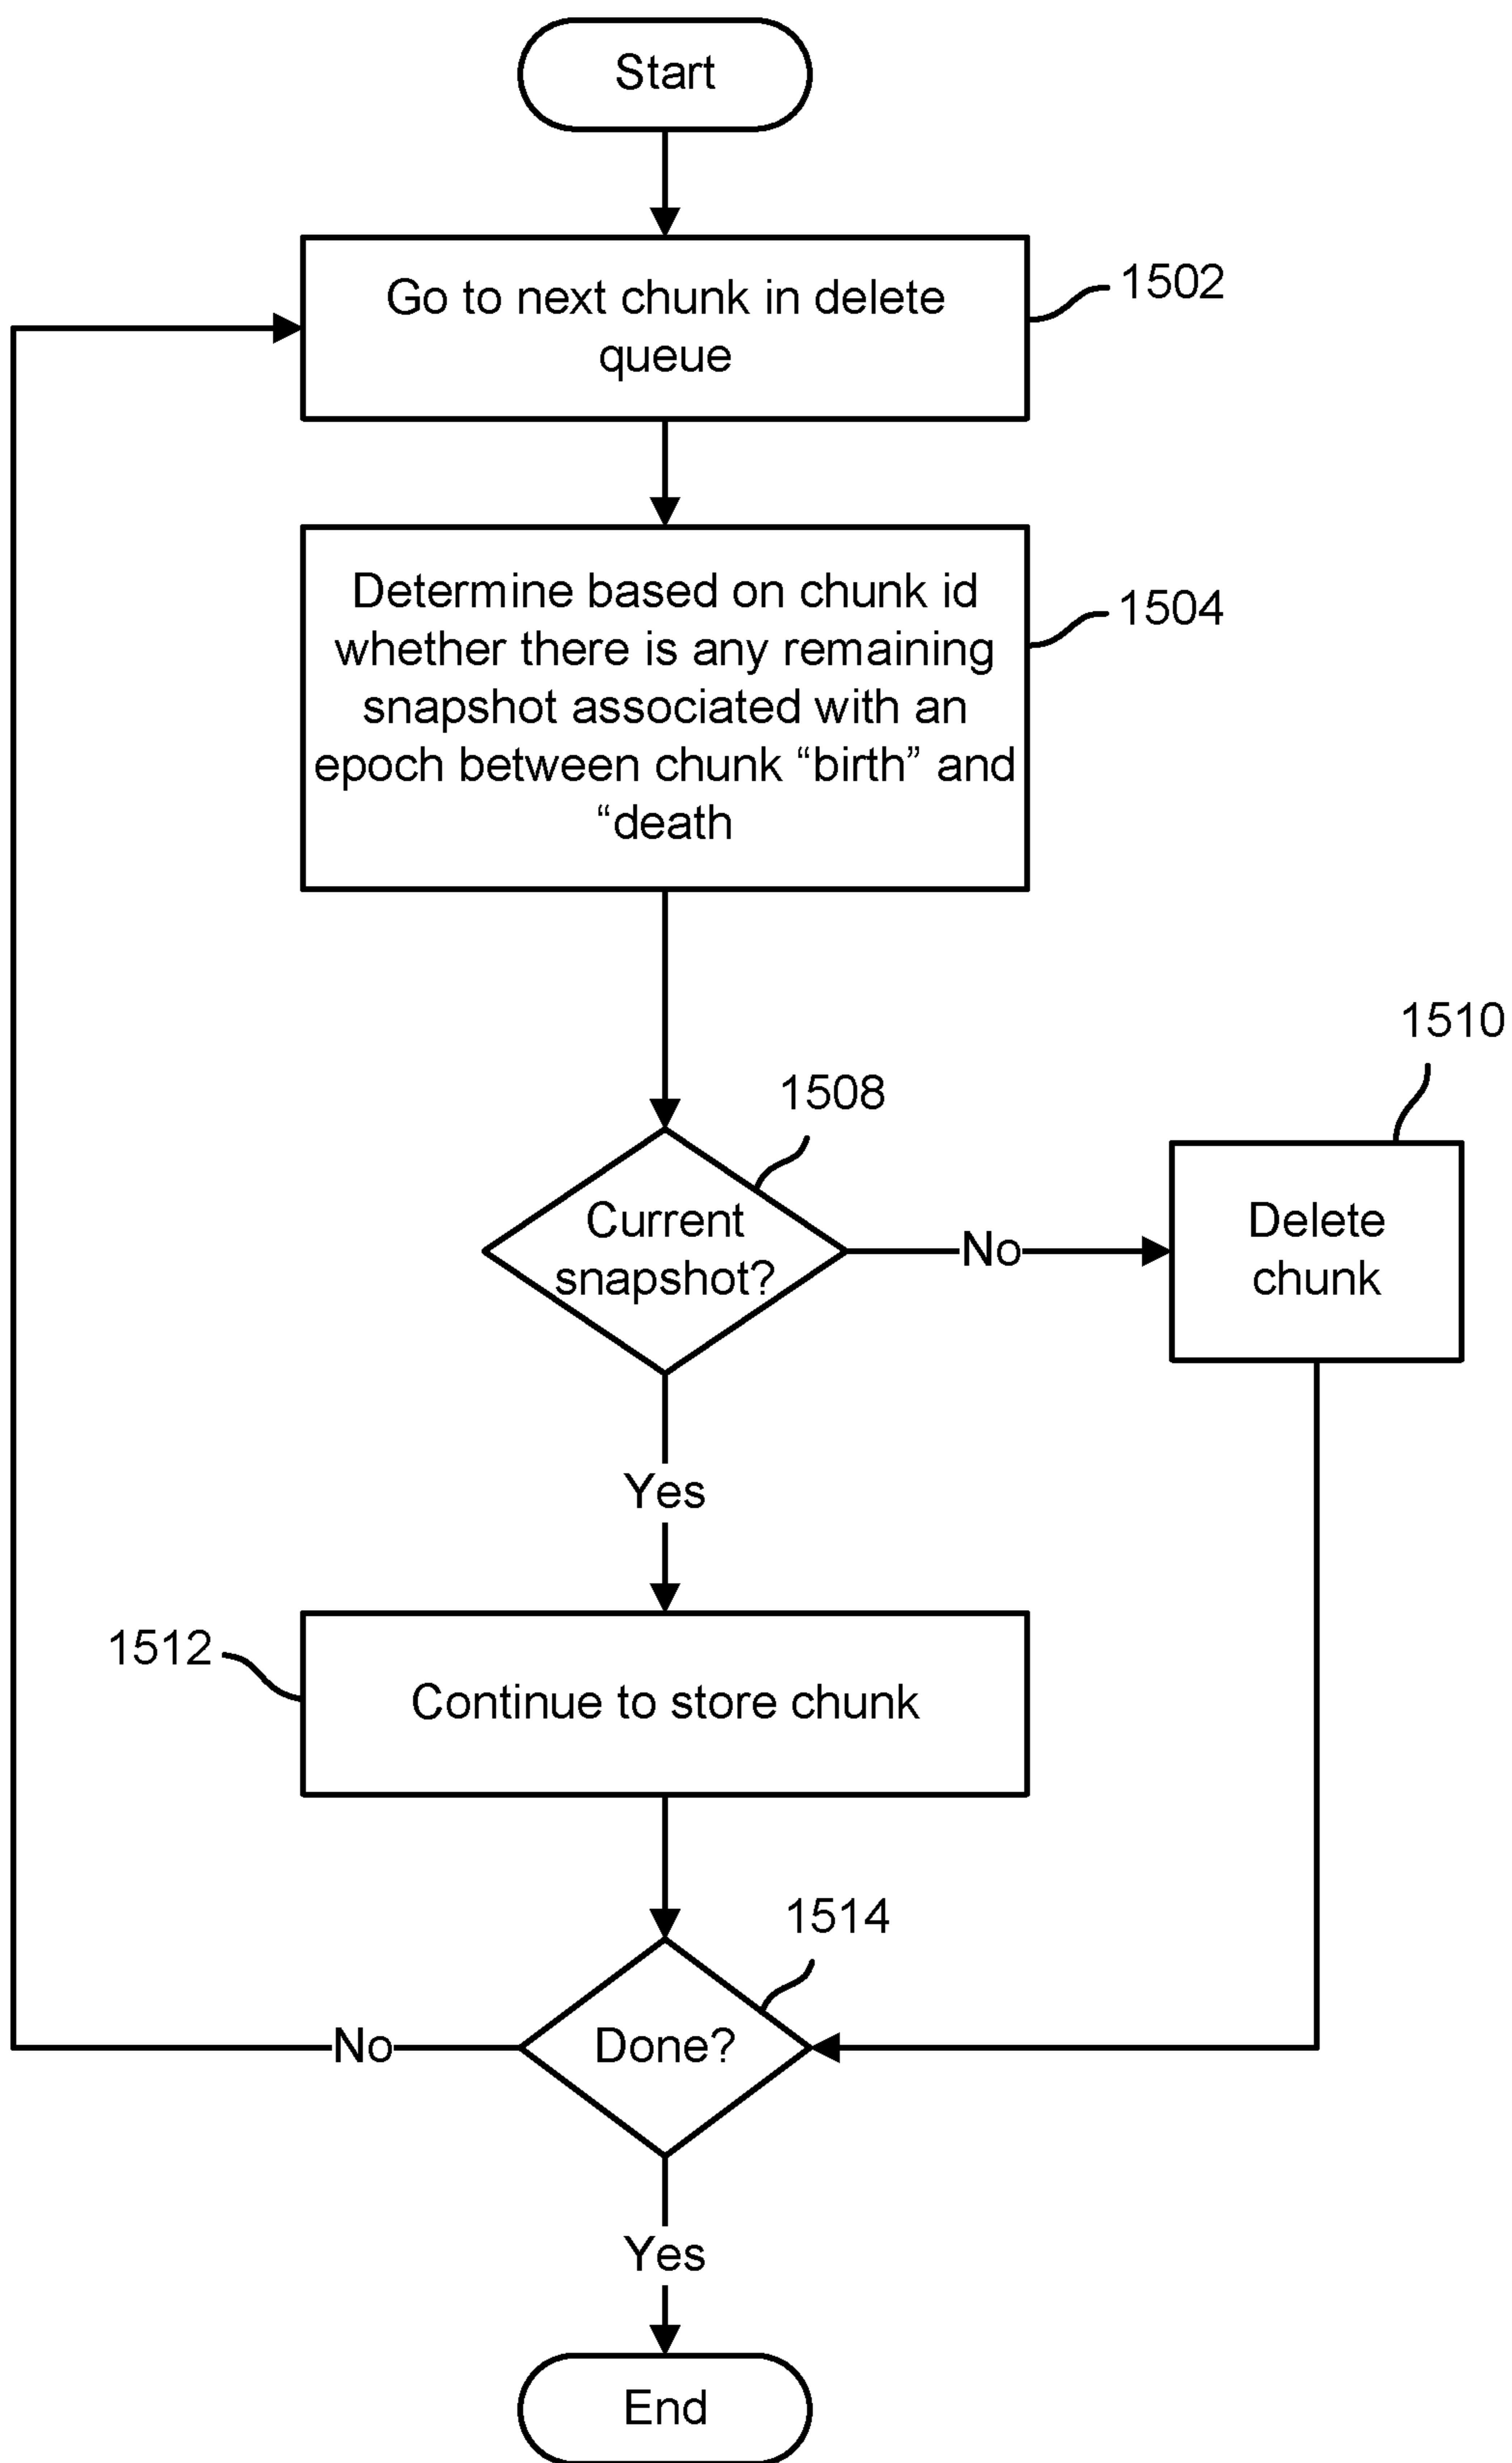 Start
Go to next chunk in delete
queue
1502
Determine based on chunk id
whether there is any remaining
snapshot associated with an
epoch between chunk “birth” and
“death
1504
1510
1508
Current
snapshot?
No
Delete
chunk
Yes
1512
Continue to store chunk
1514
No
Done?
Yes
End